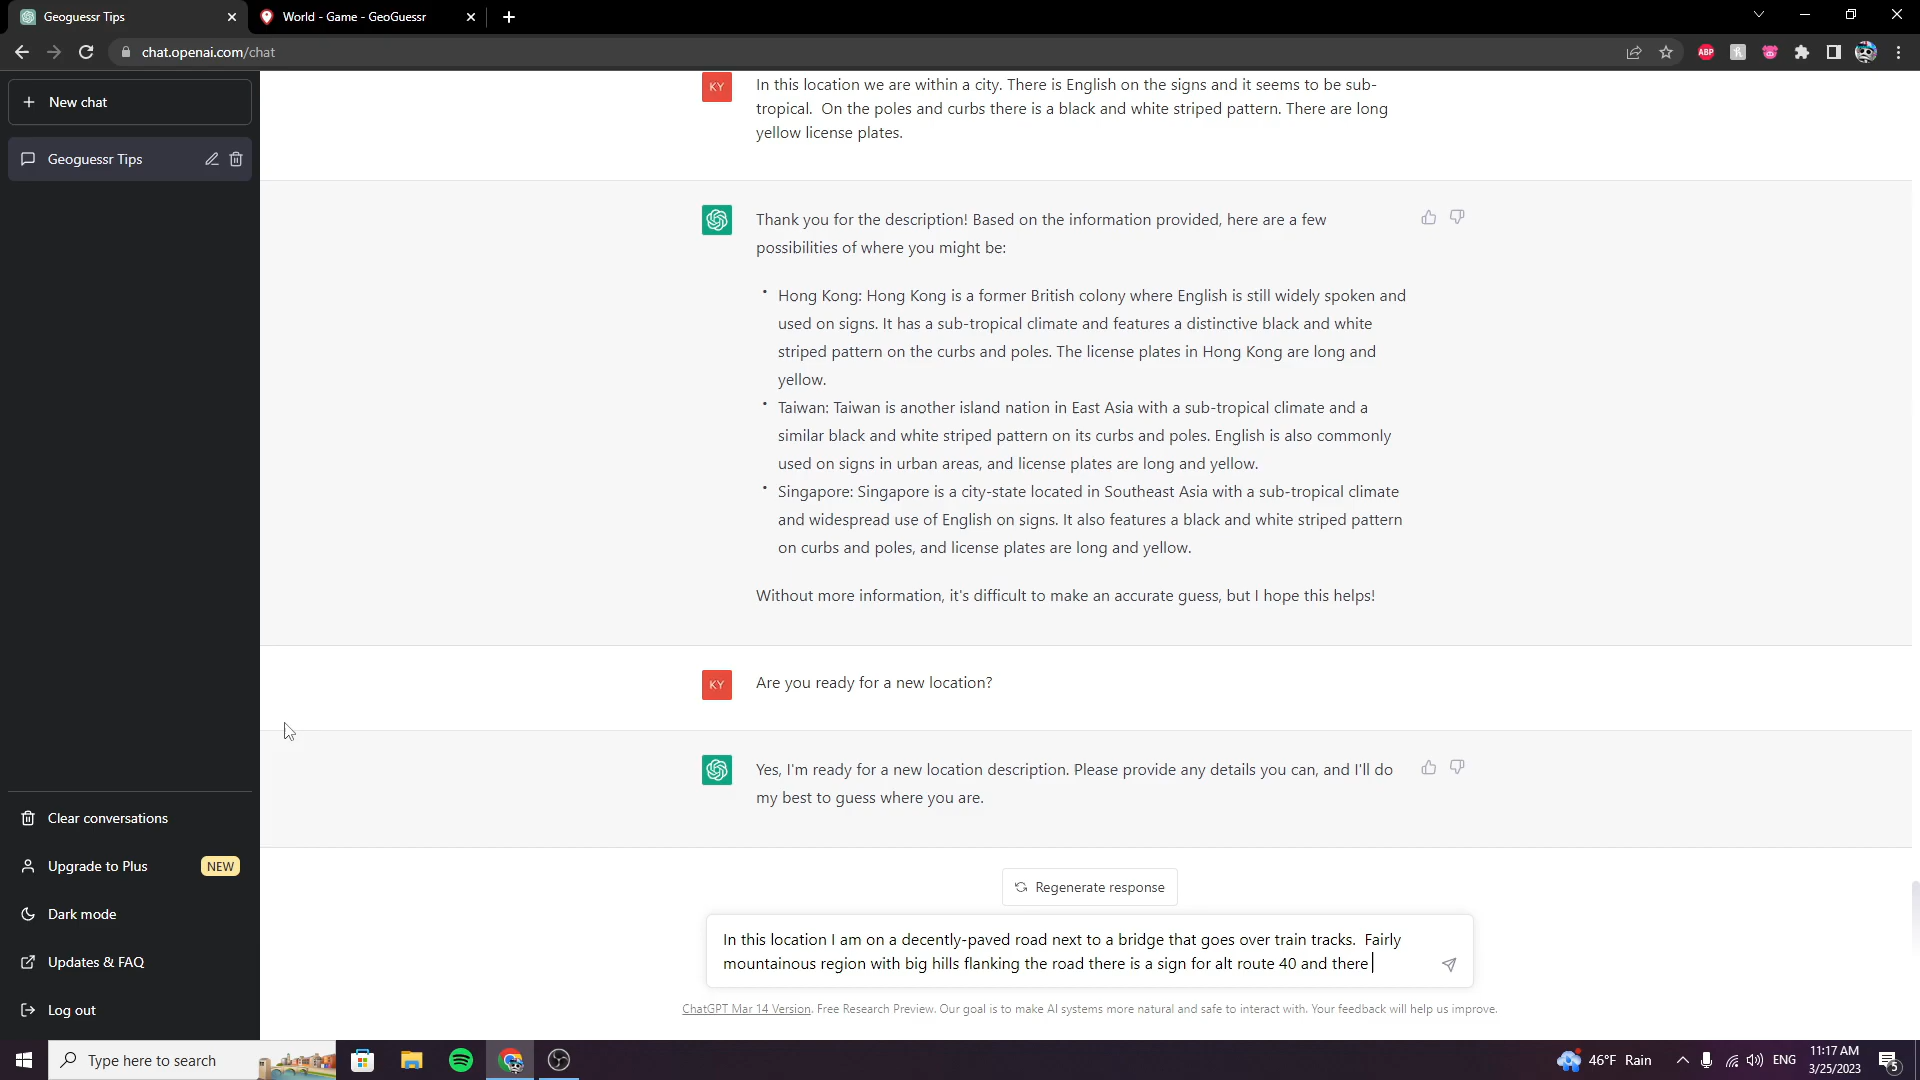 Geoguessr Tips
World - Game - GeoGuessr
chat.openai.com/chat
ABP
New chat
Geoguessr Tips
KY
In this location we are within a city. There is English on the signs and it seems to be sub-
tropical.  On the poles and curbs there is a black and white striped pattern. There are long
yellow license plates.
Thank you for the description! Based on the information provided, here are a few
possibilities of where you might be:
• Hong Kong: Hong Kong is a former British colony where English is still widely spoken and
used on signs. It has a sub-tropical climate and features a distinctive black and white
striped pattern on the curbs and poles. The license plates in Hong Kong are long and
yellow.
• Taiwan: Taiwan is another island nation in East Asia with a sub-tropical climate and a
similar black and white striped pattern on its curbs and poles. English is also commonly
used on signs in urban areas, and license plates are long and yellow.
• Singapore: Singapore is a city-state located in Southeast Asia with a sub-tropical climate
and widespread use of English on signs. It also features a black and white striped pattern
on curbs and poles, and license plates are long and yellow.
Without more information, it's difficult to make an accurate guess, but I hope this helps!
KY
Are you ready for a new location?
Yes, I'm ready for a new location description. Please provide any details you can, and I'll do
my best to guess where you are.
Clear conversations
Upgrade to Plus
NEW
Dark mode
Updates & FAQ
Log out
Regenerate response
In this location I am on a decently-paved road next to a bridge that goes over train tracks.  Fairly
mountainous region with big hills flanking the road there is a sign for alt route 40 and there
ChatGPT Mar 14 Version. Free Research Preview. Our goal is to make AI systems more natural and safe to interact with. Your feedback will help us improve.
Type here to search
46°F Rain
ENG
11:17 AM
3/25/2023
5